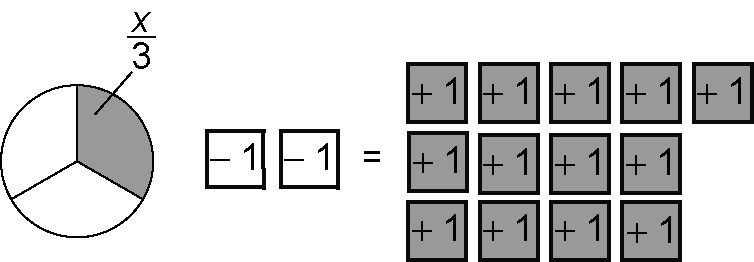 x
3
+ 1 + 1 + 1 + 1 + 1
− 1 − 1 = + 1 + 1 + 1 + 1
+ 1 + 1 + 1 + 1